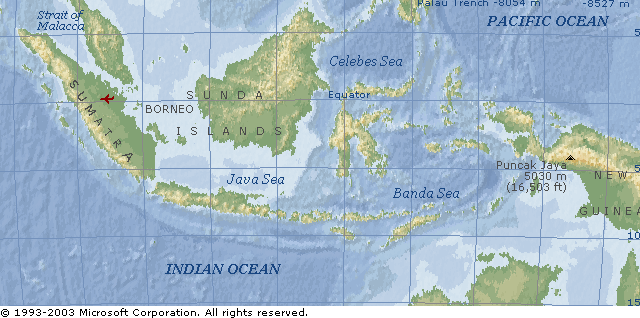 Palau Trench -8054 m
-8527 m
Strait of
Malacca
PACIFIC OCEAN
5
Celebes Sea
SUMATRA
SUNDA
Equator
BORNEO
ISLANDS
Puncak Jaya
5030 m
(16,503 ft)
5
NEW
Java Sea
Banda Sea
GUINEA
10
INDIAN OCEAN
15
© 1993-2003 Microsoft Corporation. All rights reserved.